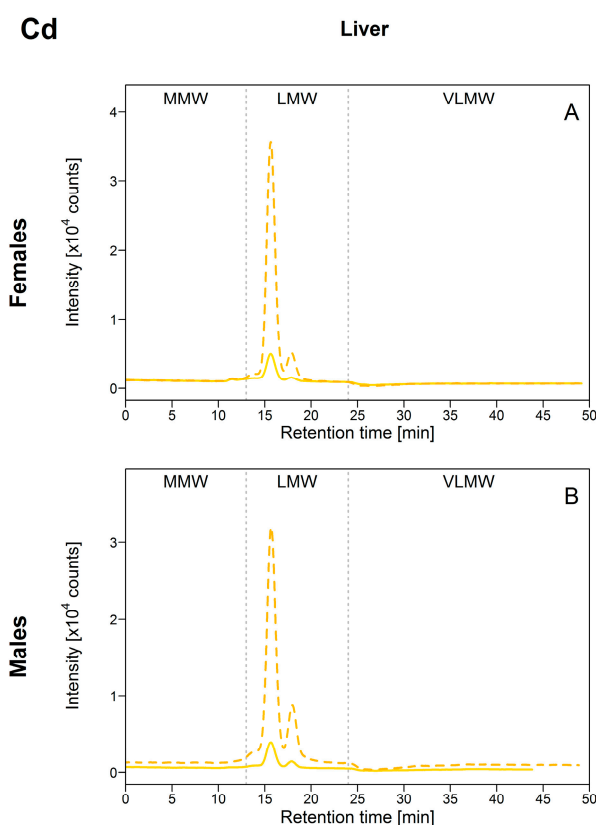 Cd
Liver
Females
MMW LMW VLMW
A
Intensity [x10⁴ counts]
4
3
2
1
0
0 5 10 15 20 25 30 35 40 45 50
Retention time [min]
Males
MMW LMW VLMW
B
Intensity [x10⁴ counts]
3
2
1
0
0 5 10 15 20 25 30 35 40 45 50
Retention time [min]